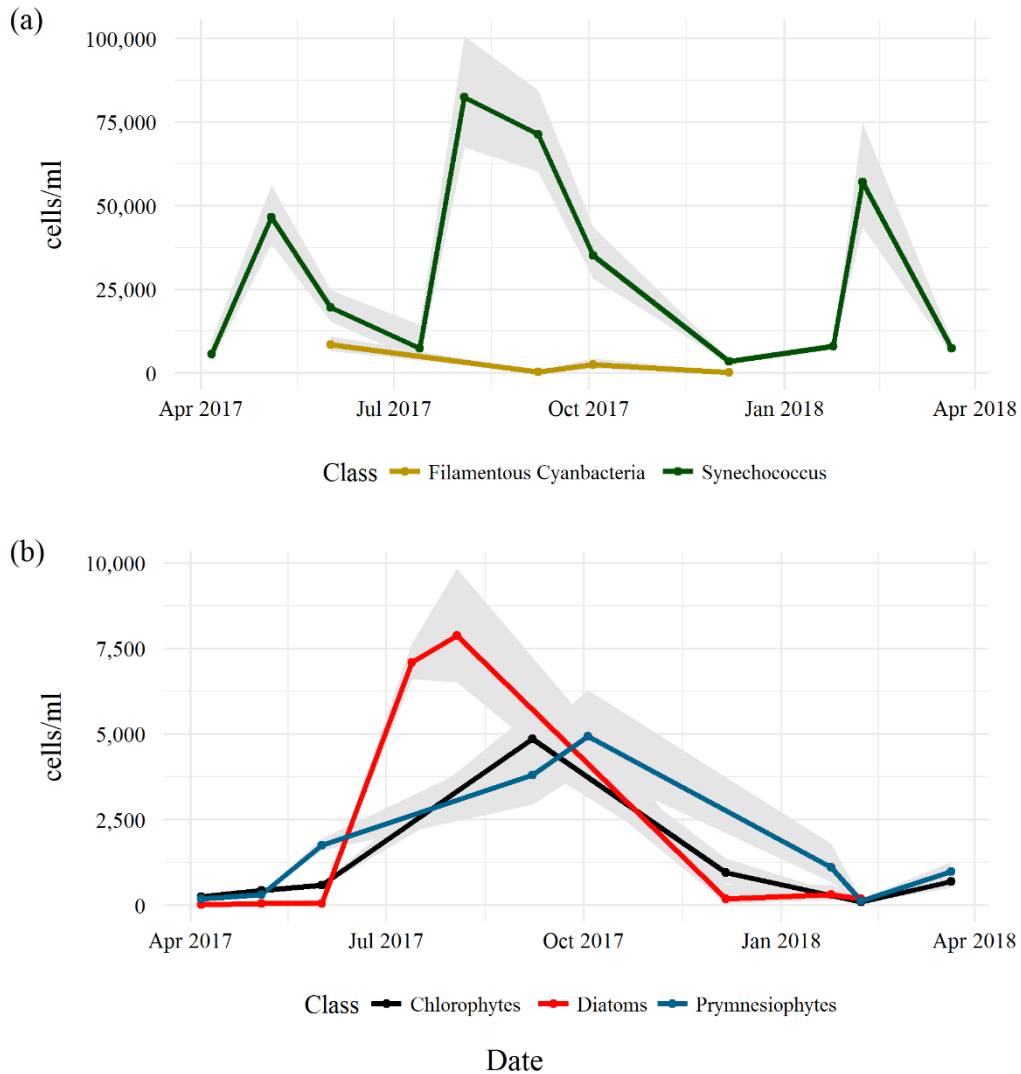 (a)
100,000
75,000
50,000
25,000
0
cells/ml
Apr 2017 Jul 2017 Oct 2017 Jan 2018 Apr 2018
Class Filamentous Cyanbacteria Synechococcus
(b)
10,000
7,500
5,000
2,500
0
cells/ml
Apr 2017 Jul 2017 Oct 2017 Jan 2018 Apr 2018
Class Chlorophytes Diatoms Prymnesiophytes
Date